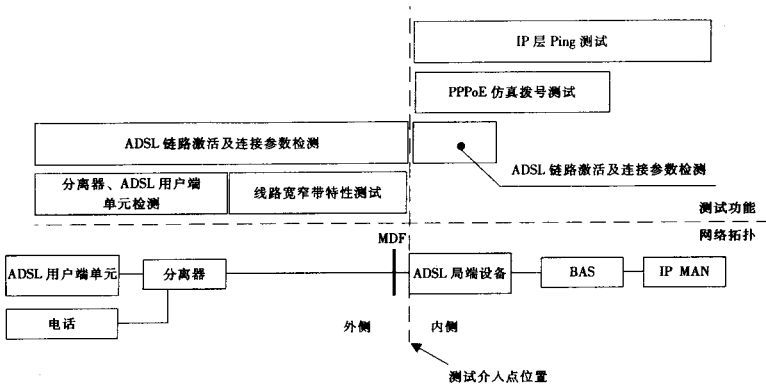 IP 层 Ping 测试
PPPoE 仿真拨号测试
ADSL 链路激活及连接参数检测
ADSL 链路激活及连接参数检测
分离器、ADSL 用户端
单元检测
线路宽窄带特性测试
测试功能
网络拓扑
MDF
ADSL 用户端单元
分离器
ADSL 局端设备
BAS
IP MAN
电话
外侧
内侧
测试介入点位置